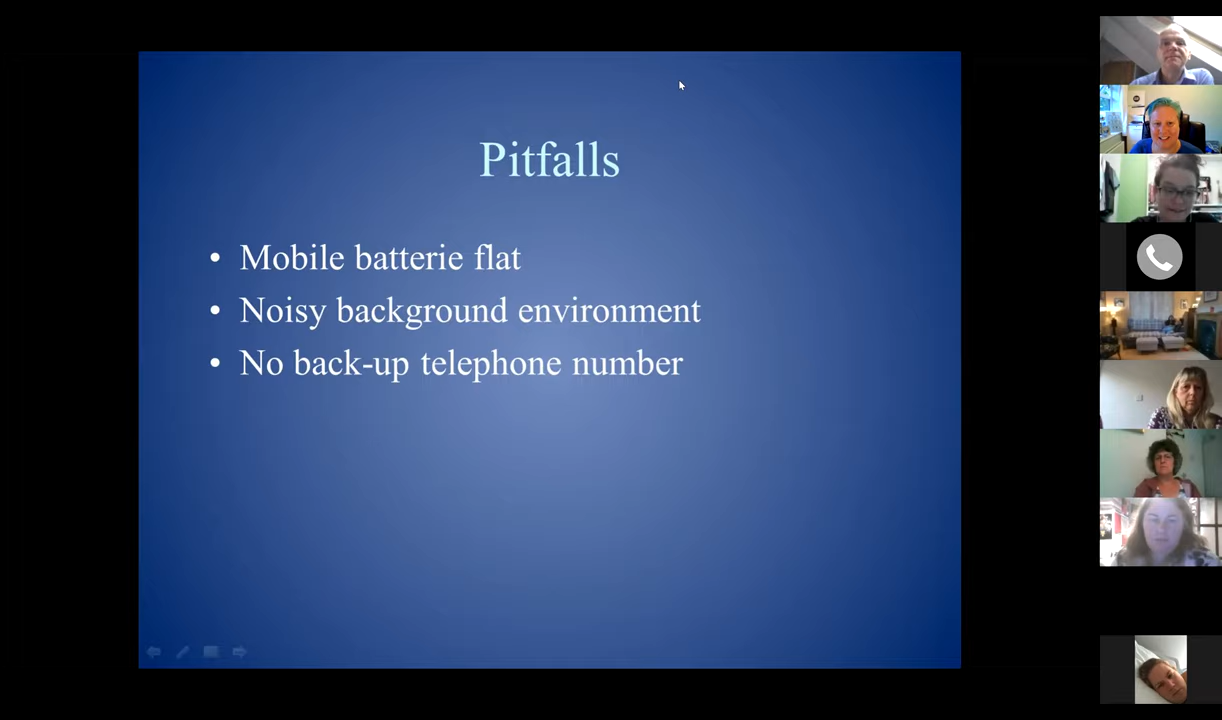 Pitfalls
• Mobile batterie flat
• Noisy background environment
• No back-up telephone number